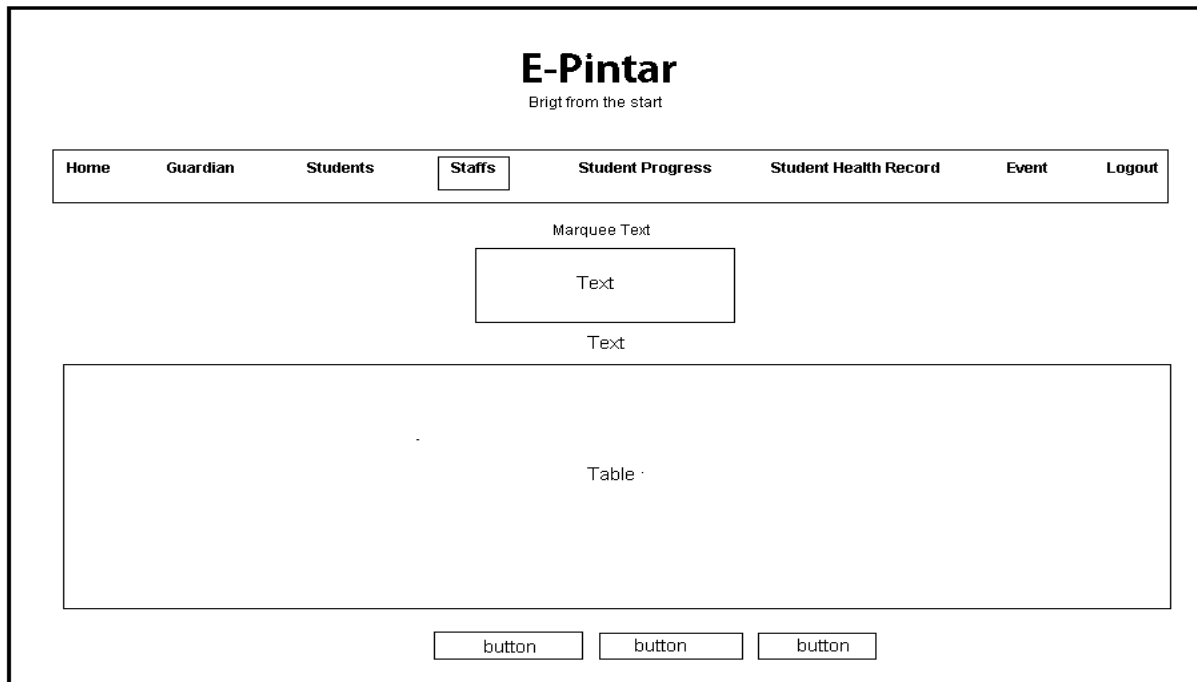 E-Pintar
Brigt from the start
Home Guardian Students Staffs Student Progress Student Health Record Event Logout
Marquee Text
Text
Text
Table
button button button